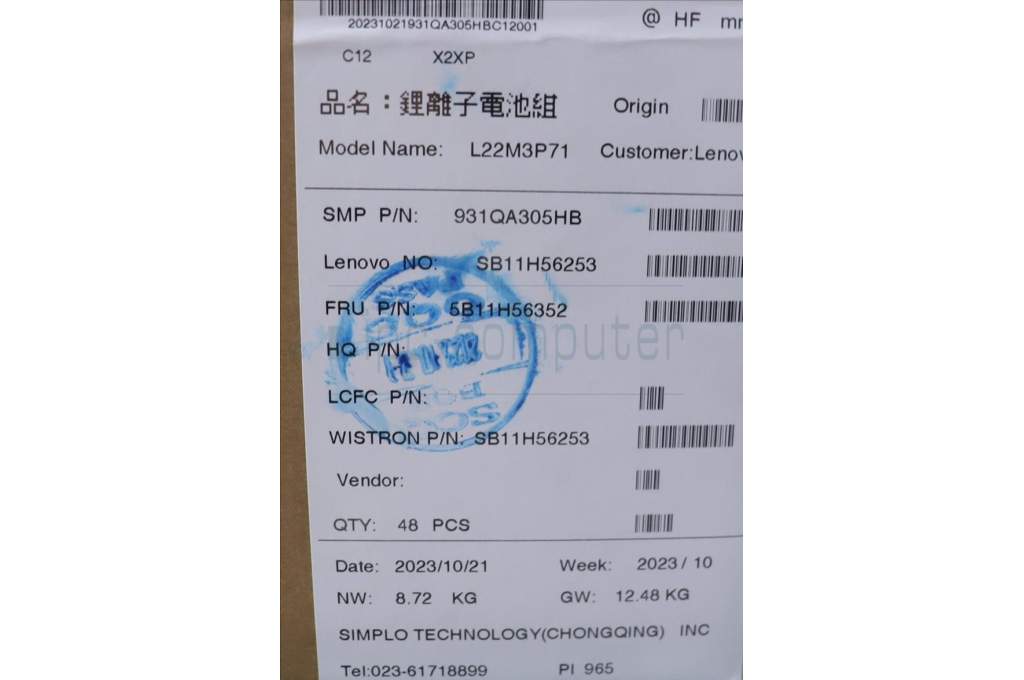 20231021931QA305HBC12001
@ HF
C12 X2XP
品名：鋰離子電池組 Origin
Model Name: L22M3P71 Customer:Lenov
SMP P/N: 931QA305HB
Lenovo NO: SB11H56253
FRU P/N: 5B11H56352
HQ P/N:
computer
LCFC P/N:
WISTRON P/N: SB11H56253
Vendor:
QTY: 48 PCS
Date: 2023/10/21 Week: 2023/ 10
NW: 8.72 KG GW: 12.48 KG
SIMPLO TECHNOLOGY(CHONGQING) INC
Tel:023-61718899 PI 965